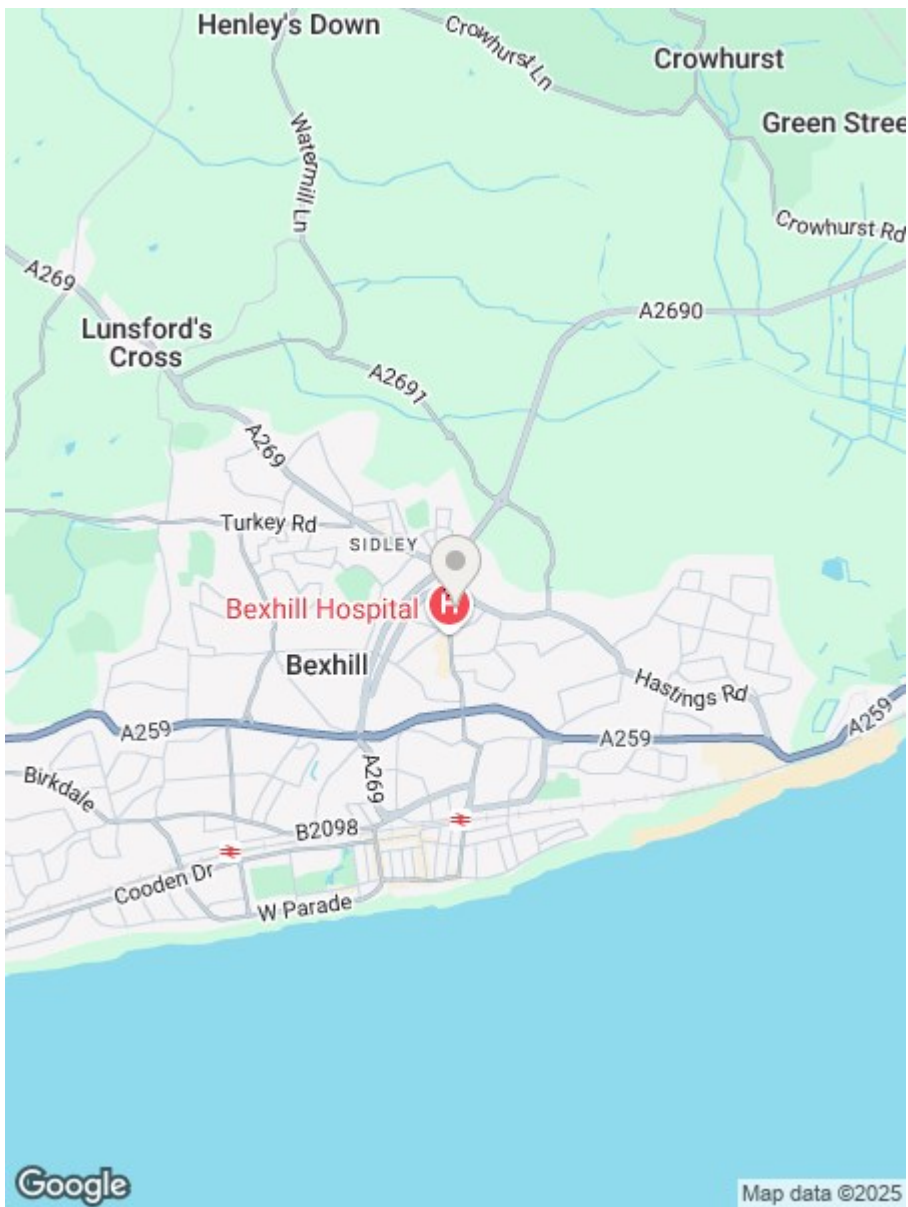 Henley's Down
Crowhurst Ln
Crowhurst
Green Stree
Watermill Ln
Crowhurst Rd
A269
A2690
Lunsford's
Cross
A2691
A269
Turkey Rd
SIDLEY
H
Bexhill Hospital
Bexhill
Hastings Rd
A259
A259
A259
Birkdale
A269
B2098
Cooden Dr
W Parade
Google
Map data ©2025